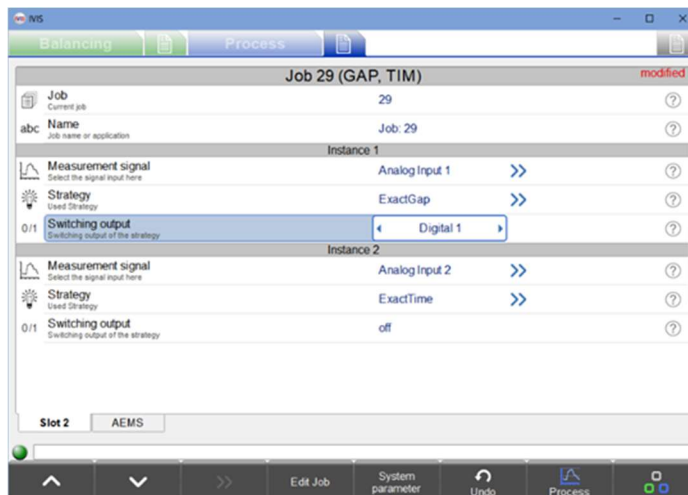 IVIS
Balancing
Process
Job 29 (GAP, TIM)
modified
Job
Current job
29
?
abc
Name
Job name or application
Job: 29
?
Instance 1
Measurement signal
Select the signal input here
Analog Input 1
?
Strategy
Used Strategy
ExactGap
?
0/1
Switching output
Switching output of the strategy
Digital 1
?
Instance 2
Measurement signal
Select the signal input here
Analog Input 2
?
Strategy
Used Strategy
ExactTime
?
0/1
Switching output
Switching output of the strategy
off
?
Slot 2
AEMS
Edit Job
System
parameter
Undo
Process